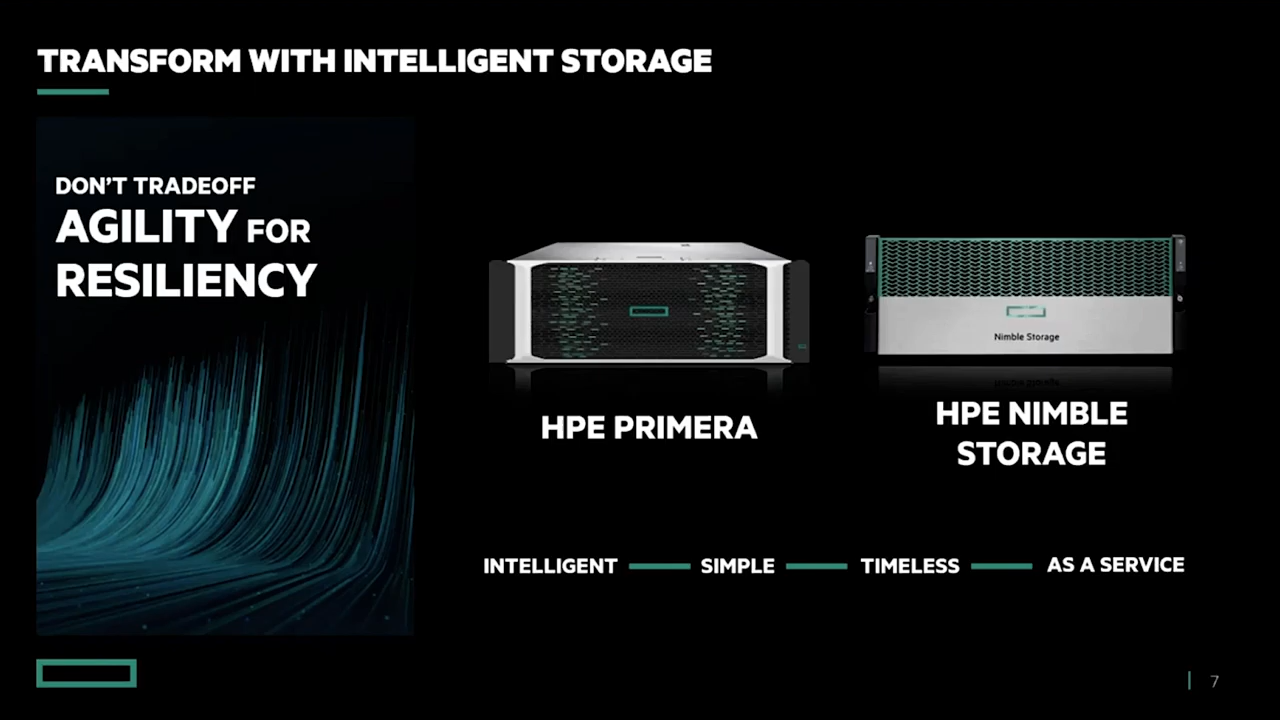 TRANSFORM WITH INTELLIGENT STORAGE
DON'T TRADEOFF
AGILITY FOR
RESILIENCY
Nimble Storage
HPE PRIMERA
HPE NIMBLE
STORAGE
INTELLIGENT SIMPLE TIMELESS AS A SERVICE
7